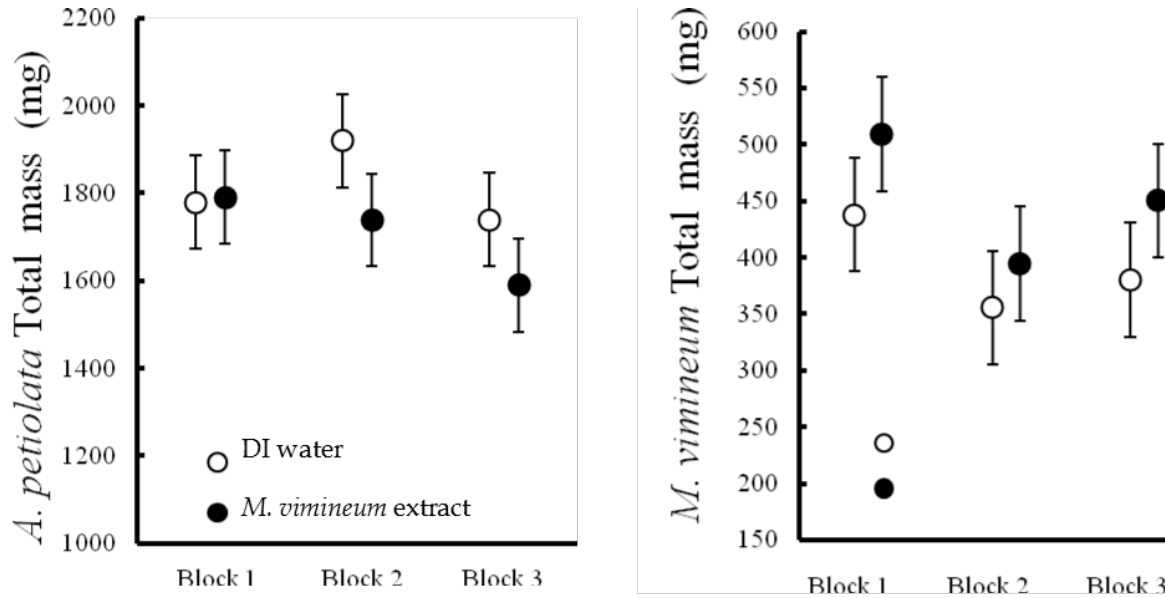 A. petiolata Total mass (mg)
2200
2000
1800
1600
1400
1200
1000
DI water
M. vimineum extract
Block 1 Block 2 Block 3
M. vimineum Total mass (mg)
600
550
500
450
400
350
300
250
200
150
Block 1 Block 2 Block 3